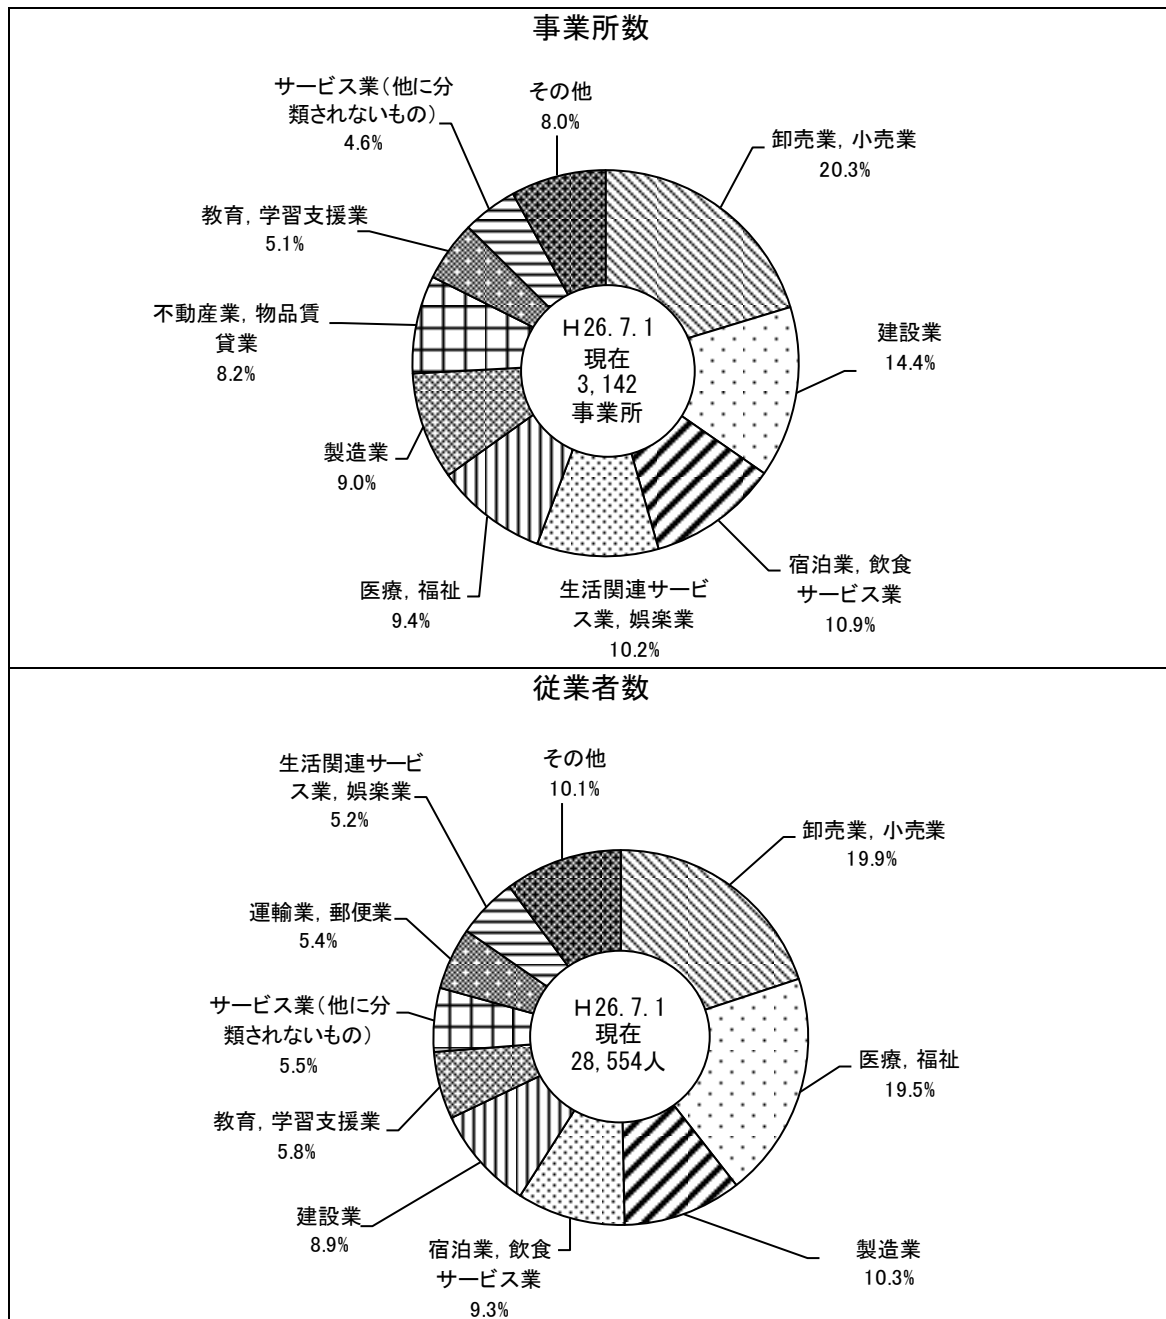 事業所数
サービス業(他に分
類されないもの)
4.6%
その他
8.0%
卸売業, 小売業
20.3%
教育, 学習支援業
5.1%
不動産業, 物品賃
貸業
8.2%
建設業
14.4%
H26.7.1
現在
3,142
事業所
製造業
9.0%
医療, 福祉
9.4%
生活関連サービ
ス業, 娯楽業
10.2%
宿泊業, 飲食
サービス業
10.9%
従業者数
生活関連サービ
ス業, 娯楽業
5.2%
その他
10.1%
卸売業, 小売業
19.9%
運輸業, 郵便業
5.4%
サービス業(他に分
類されないもの)
5.5%
H26.7.1
現在
28,554人
医療, 福祉
19.5%
教育, 学習支援業
5.8%
建設業
8.9%
宿泊業, 飲食
サービス業
9.3%
製造業
10.3%